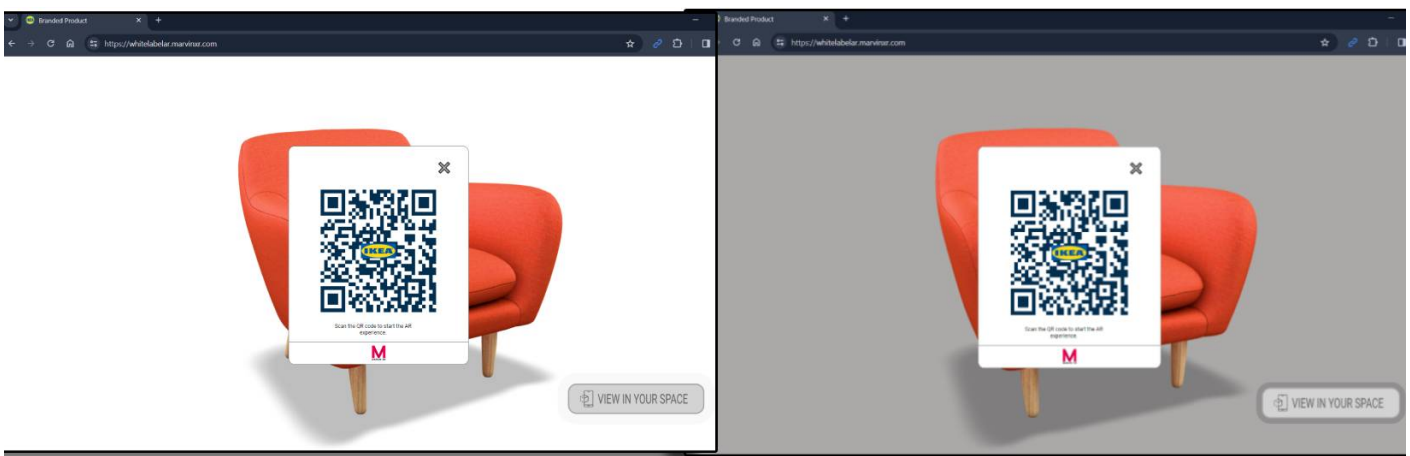 Branded Product
https://whitelabelar.marvinxr.com
IKEA
Scan the QR code to start the AR
experience.
M
VIEW IN YOUR SPACE
Branded Product
https://whitelabelar.marvinxr.com
IKEA
Scan the QR code to start the AR
experience.
M
VIEW IN YOUR SPACE